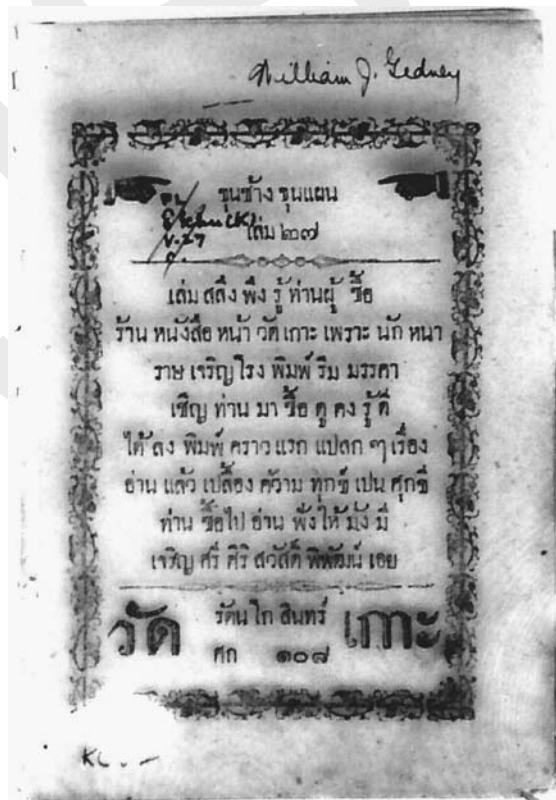 William J. Gedney
ขุนช้าง ขุนแผน
เล่ม ๒๗
V.27
เล่ม สลึง พึง รู้ ท่านผู้ ซื้อ
ร้าน หนังสือ หน้า วัดเกาะ เพราะ นัก หนา
ราษ เจริญ โรง พิมพ์ ริม มรรคา
เชิญ ท่าน มา ซื้อ ดู คง รู้ ดี
ได้ ลง พิมพ์ คราว แรก แปลก ๆ เรื่อง
อ่าน แล้ว เปลื้อง ความ ทุกข์ เปน ศุกขี
ท่าน ซื้อไป อ่าน ฟังให้ มั่ง มี
เจริญ ศรี ศิริ สวัสดิ์ พิพัฒน์ เอย
วัด รัตน โก สินทร์ เกาะ
ศก ๑๐๘